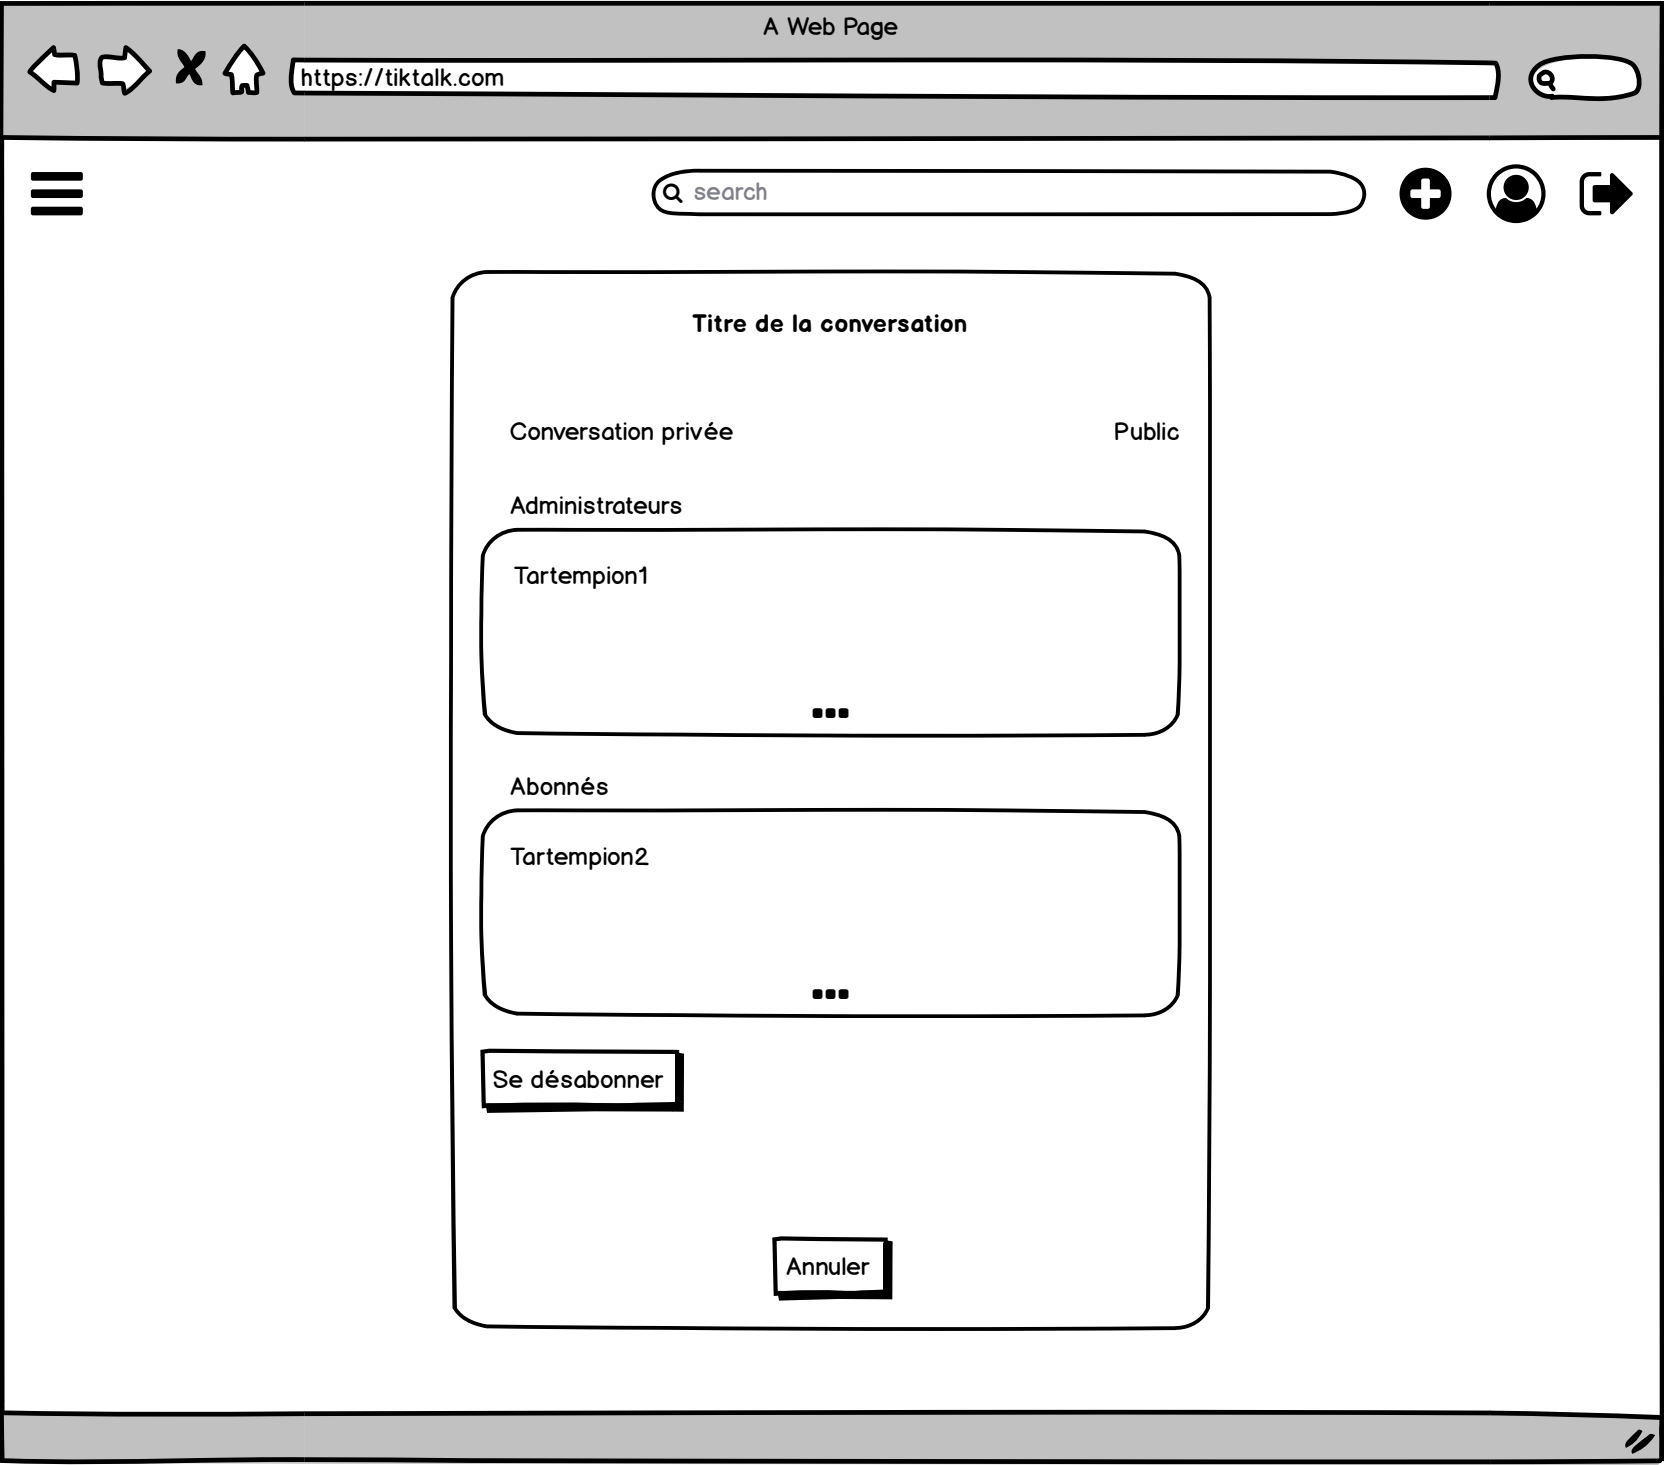 A Web Page
https://tiktalk.com
search
Titre de la conversation
Conversation privée
Public
Administrateurs
Tartempion1
Abonnés
Tartempion2
Se désabonner
Annuler